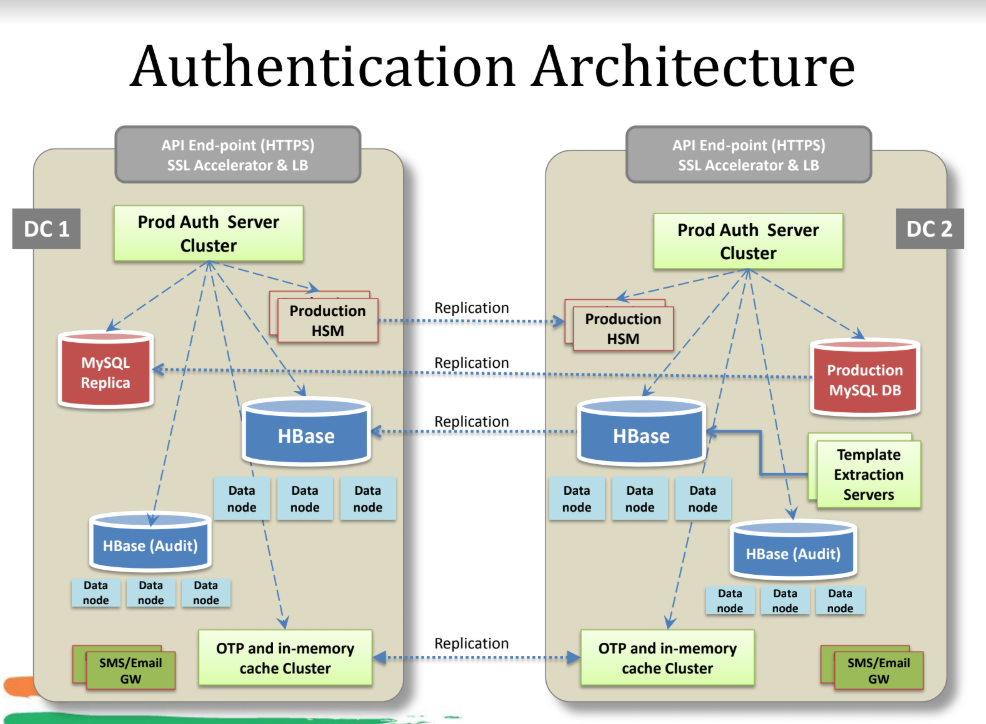 Authentication Architecture
API End-point (HTTPS)
SSL Accelerator & LB
DC 1
Prod Auth Server
Cluster
Production
HSM
MySQL
Replica
HBase
Data
node
Data
node
Data
node
HBase (Audit)
Data
node
Data
node
Data
node
OTP and in-memory
cache Cluster
SMS/Email
GW
Replication
Replication
Replication
Replication
API End-point (HTTPS)
SSL Accelerator & LB
DC 2
Prod Auth Server
Cluster
Production
HSM
Production
MySQL DB
HBase
Template
Extraction
Servers
Data
node
Data
node
Data
node
HBase (Audit)
Data
node
Data
node
Data
node
OTP and in-memory
cache Cluster
SMS/Email
GW